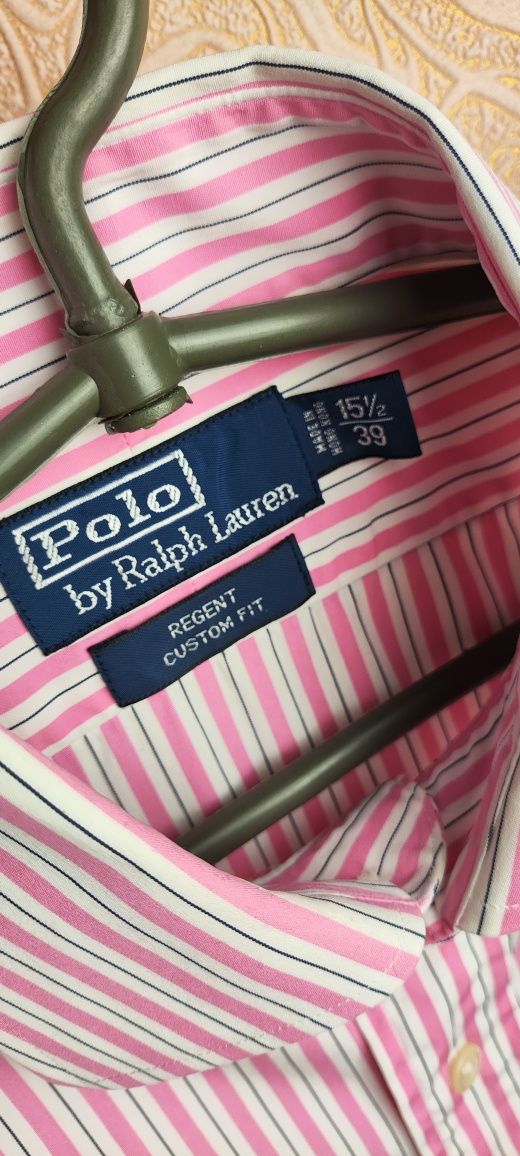 Polo
by Ralph Lauren
REGENT
CUSTOM FIT
MADE IN
HONG KONG
15½
39